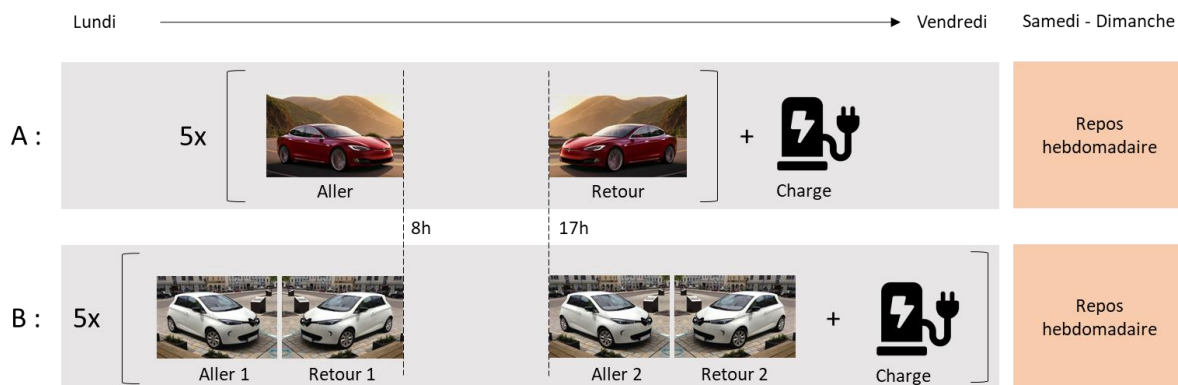 Lundi
Vendredi
Samedi - Dimanche
A :
5x
Aller
Retour
+
Charge
Repos
hebdomadaire
8h
17h
B :
5x
Aller 1
Retour 1
Aller 2
Retour 2
+
Charge
Repos
hebdomadaire